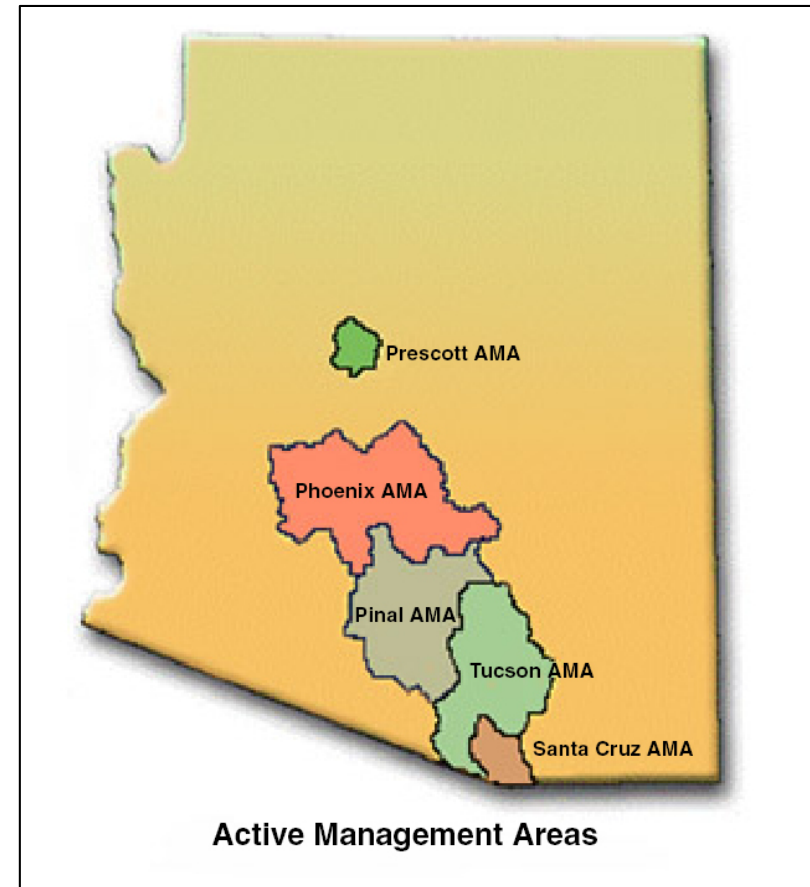 Prescott AMA
Phoenix AMA
Pinal AMA
Tucson AMA
Santa Cruz AMA
Active Management Areas